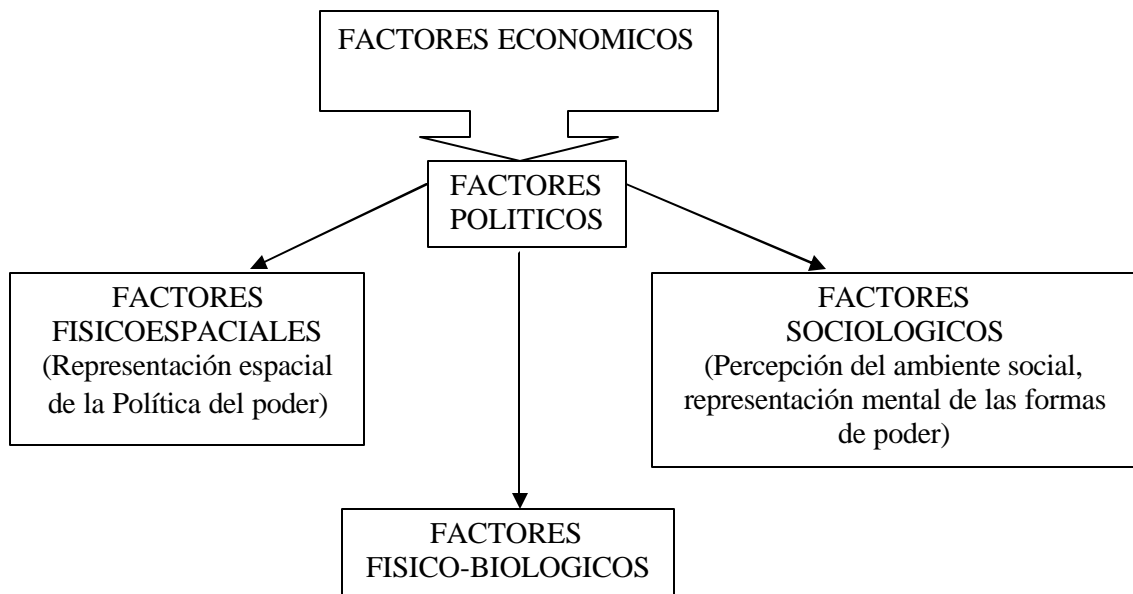 FACTORES ECONOMICOS
FACTORES
POLITICOS
FACTORES
FISICOESPACIALES
(Representación espacial
de la Política del poder)
FACTORES
SOCIOLOGICOS
(Percepción del ambiente social,
representación mental de las formas
de poder)
FACTORES
FISICO-BIOLOGICOS